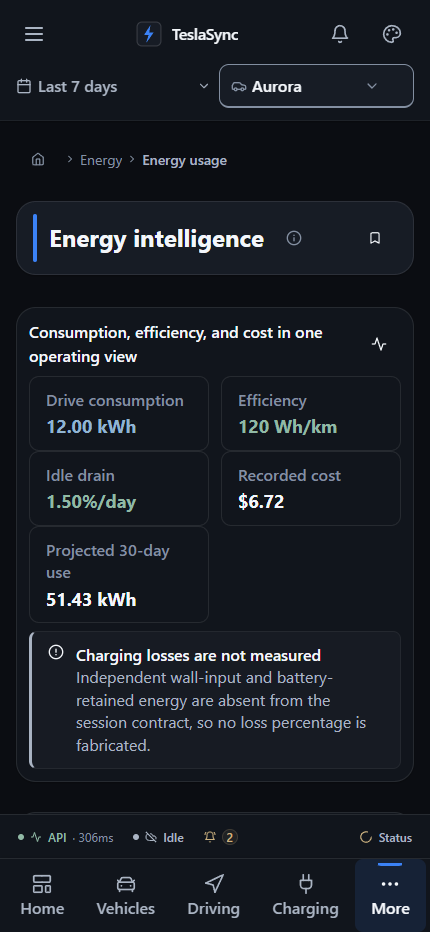 TeslaSync
Last 7 days
Aurora
Energy
Energy usage
Energy intelligence
Consumption, efficiency, and cost in one
operating view
Drive consumption
12.00 kWh
Efficiency
120 Wh/km
Idle drain
1.50%/day
Recorded cost
$6.72
Projected 30-day
use
51.43 kWh
Charging losses are not measured
Independent wall-input and battery-
retained energy are absent from the
session contract, so no loss percentage is
fabricated.
API · 306ms
Idle
2
Status
Home
Vehicles
Driving
Charging
More